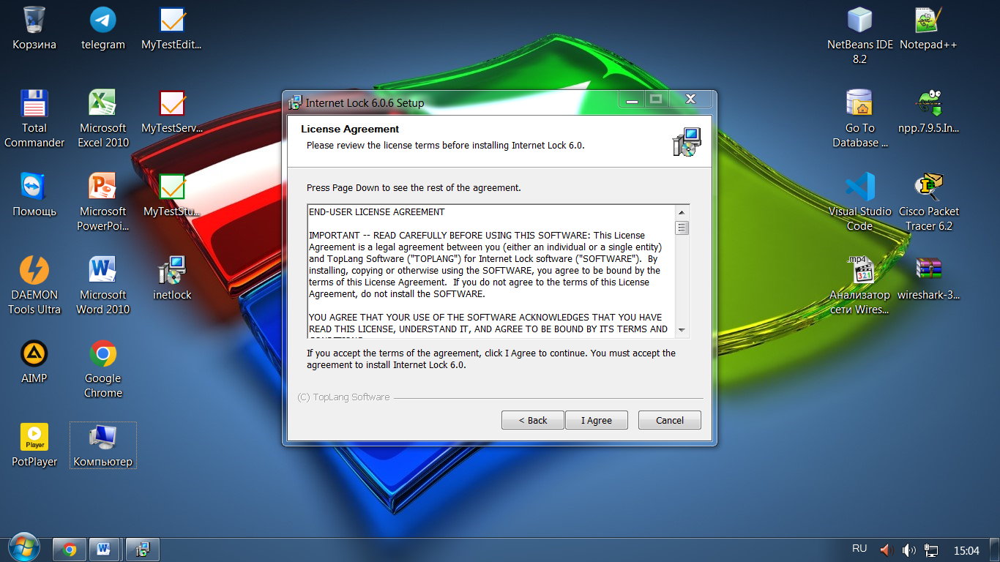 Корзина
telegram
MyTestEdit...
Total
Commander
Microsoft
Excel 2010
MyTestServ...
Помощь
Microsoft
PowerPoi...
MyTestStu...
DAEMON
Tools Ultra
Microsoft
Word 2010
inetlock
AIMP
Google
Chrome
Player
PotPlayer
Компьютер
Internet Lock 6.0.6 Setup
License Agreement
Please review the license terms before installing Internet Lock 6.0.
Press Page Down to see the rest of the agreement.
END-USER LICENSE AGREEMENT
IMPORTANT -- READ CAREFULLY BEFORE USING THIS SOFTWARE: This License
Agreement is a legal agreement between you (either an individual or a single entity)
and TopLang Software ("TOPLANG") for Internet Lock software ("SOFTWARE").  By
installing, copying or otherwise using the SOFTWARE, you agree to be bound by the
terms of this License Agreement.  If you do not agree to the terms of this License
Agreement, do not install the SOFTWARE.
YOU AGREE THAT YOUR USE OF THE SOFTWARE ACKNOWLEDGES THAT YOU HAVE
READ THIS LICENSE, UNDERSTAND IT, AND AGREE TO BE BOUND BY ITS TERMS AND
If you accept the terms of the agreement, click I Agree to continue. You must accept the
agreement to install Internet Lock 6.0.
(C) TopLang Software
< Back
I Agree
Cancel
NetBeans IDE
8.2
Notepad++
Go To
Database ...
npp.7.9.5.In...
Visual Studio
Code
Cisco Packet
Tracer 6.2
.mp4
321
Анализатор
сети Wires...
wireshark-3...
RU
15:04